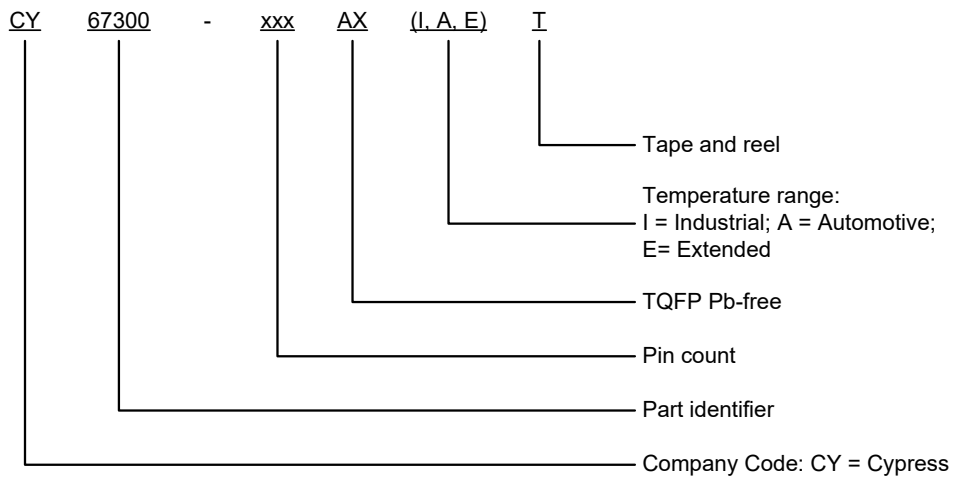 CY 67300 - xxx AX (I, A, E) T
Tape and reel
Temperature range:
I = Industrial; A = Automotive;
E= Extended
TQFP Pb-free
Pin count
Part identifier
Company Code: CY = Cypress